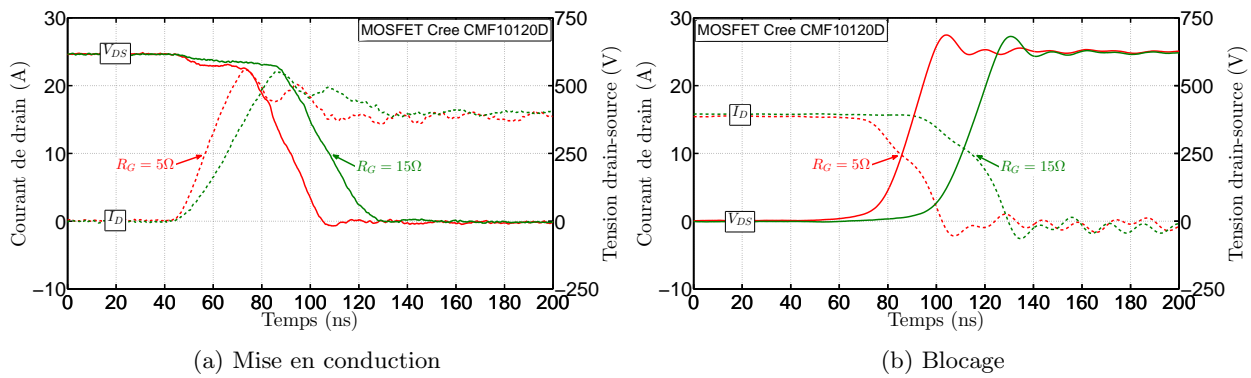 MOSFET Cree CMF10120D
V_DS
I_D
R_G = 5Ω
R_G = 15Ω
Courant de drain (A)
30
20
10
0
−10
Tension drain-source (V)
750
500
250
0
−250
0 20 40 60 80 100 120 140 160 180 200
Temps (ns)
(a) Mise en conduction
MOSFET Cree CMF10120D
I_D
R_G = 5Ω
R_G = 15Ω
V_DS
Courant de drain (A)
30
20
10
0
−10
Tension drain-source (V)
750
500
250
0
−250
0 20 40 60 80 100 120 140 160 180 200
Temps (ns)
(b) Blocage